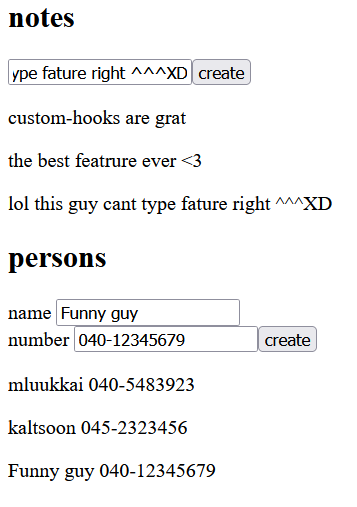 notes
ype fature right ^^^XD create
custom-hooks are grat
the best featrure ever <3
lol this guy cant type fature right ^^^XD
persons
name Funny guy
number 040-12345679 create
mluukkai 040-5483923
kaltsoon 045-2323456
Funny guy 040-12345679